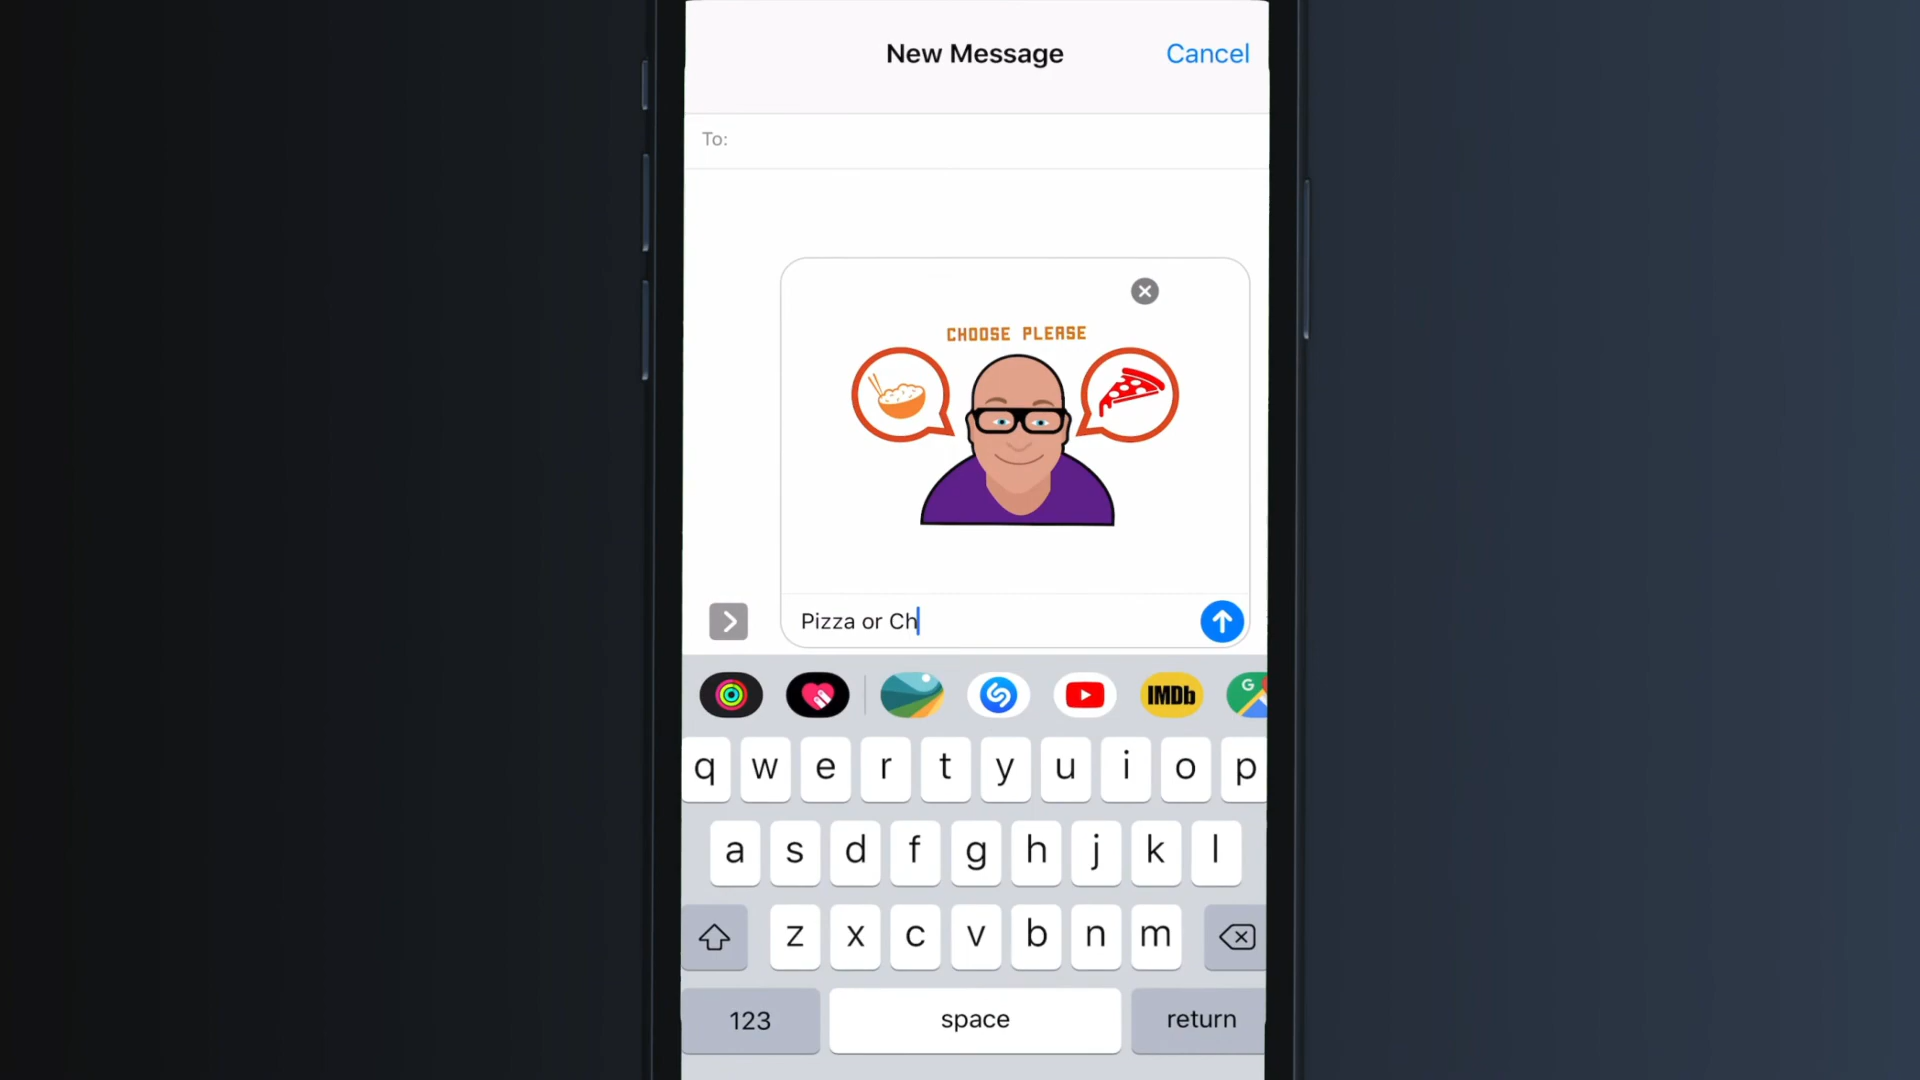 New Message
Cancel
To:
CHOOSE PLEASE
Pizza or Ch
IMDb
G
q w e r t y u i o p
a s d f g h j k l
z x c v b n m
123
space
return